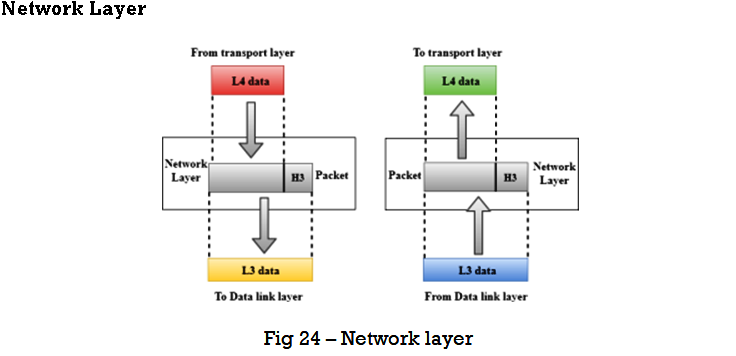 Network Layer
From transport layer
L4 data
Network
Layer
H3
Packet
L3 data
To Data link layer
To transport layer
L4 data
Packet
H3
Network
Layer
L3 data
From Data link layer
Fig 24 – Network layer